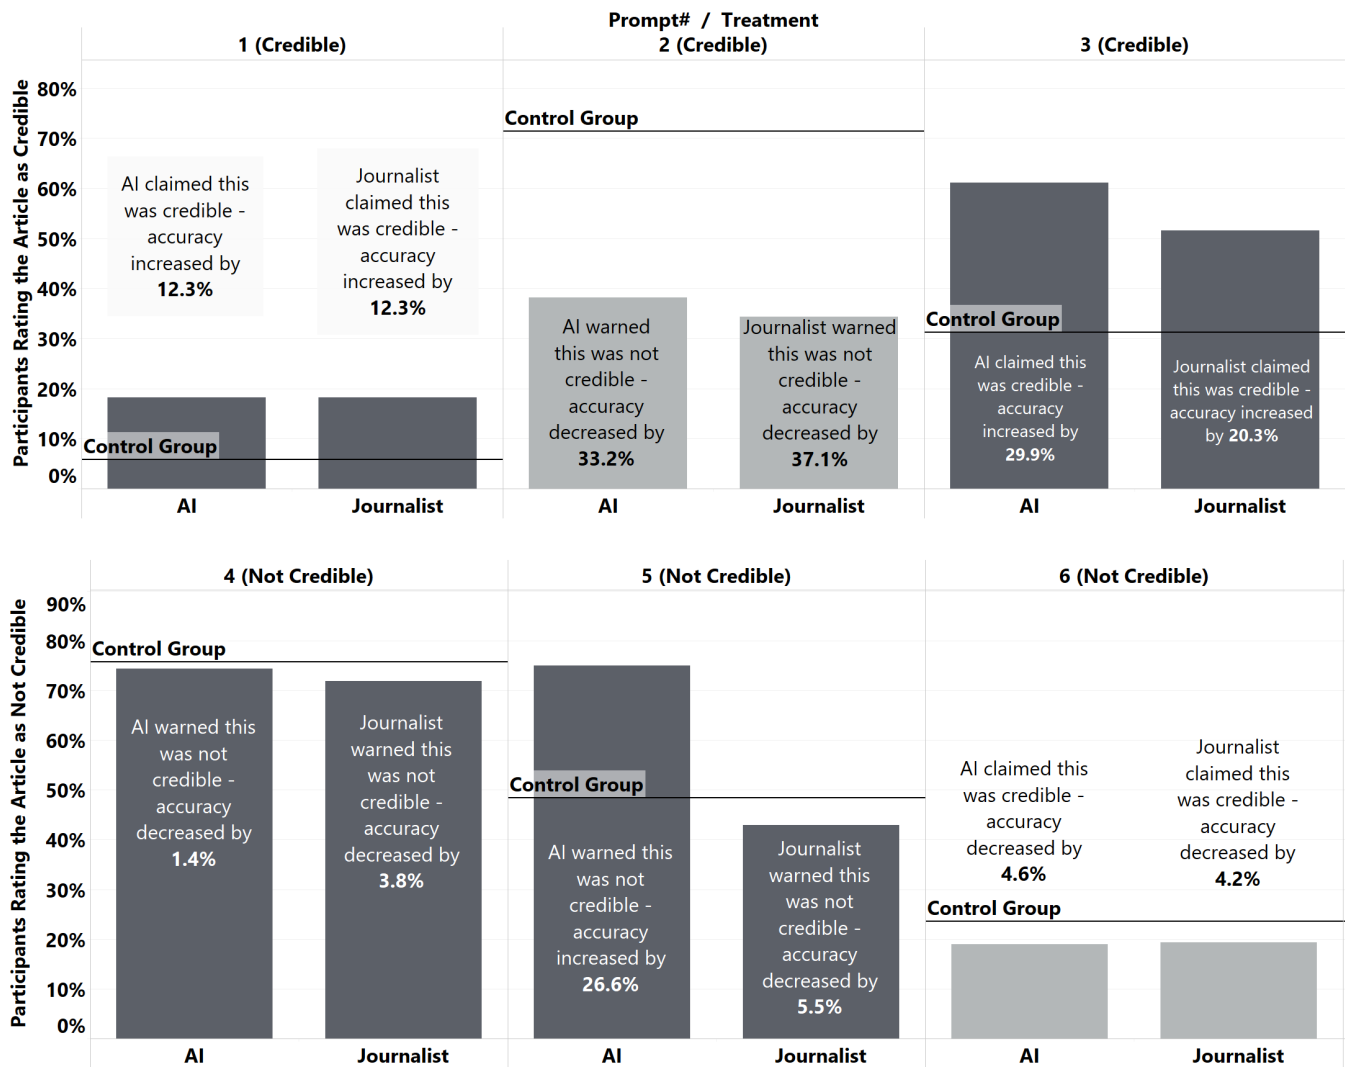 Prompt# / Treatment
1 (Credible)
2 (Credible)
3 (Credible)
Participants Rating the Article as Credible
80%
70%
60%
50%
40%
30%
20%
10%
0%
AI claimed this
was credible -
accuracy
increased by
12.3%
Journalist
claimed this
was credible -
accuracy
increased by
12.3%
Control Group
AI
Journalist
Control Group
AI warned
this was not
credible -
accuracy
decreased by
33.2%
Journalist warned
this was not
credible -
accuracy
decreased by
37.1%
AI
Journalist
Control Group
AI claimed this
was credible -
accuracy
increased by
29.9%
Journalist claimed
this was credible -
accuracy increased
by 20.3%
AI
Journalist
4 (Not Credible)
5 (Not Credible)
6 (Not Credible)
Participants Rating the Article as Not Credible
90%
80%
70%
60%
50%
40%
30%
20%
10%
0%
Control Group
AI warned this
was not
credible -
accuracy
decreased by
1.4%
Journalist
warned this
was not
credible -
accuracy
decreased by
3.8%
AI
Journalist
Control Group
AI warned this
was not
credible -
accuracy
increased by
26.6%
Journalist
warned this
was not
credible -
accuracy
decreased by
5.5%
AI
Journalist
AI claimed this
was credible -
accuracy
decreased by
4.6%
Journalist
claimed this
was credible -
accuracy
decreased by
4.2%
Control Group
AI
Journalist